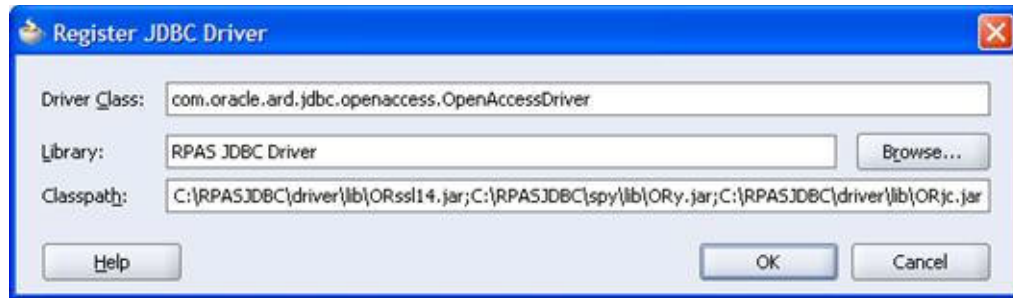 Register JDBC Driver
Driver Class: com.oracle.ard.jdbc.openaccess.OpenAccessDriver
Library: RPAS JDBC Driver Browse...
Classpath: C:\RPASJDBC\driver\lib\ORssl14.jar;C:\RPASJDBC\spy\lib\ORy.jar;C:\RPASJDBC\driver\lib\ORjc.jar
Help OK Cancel